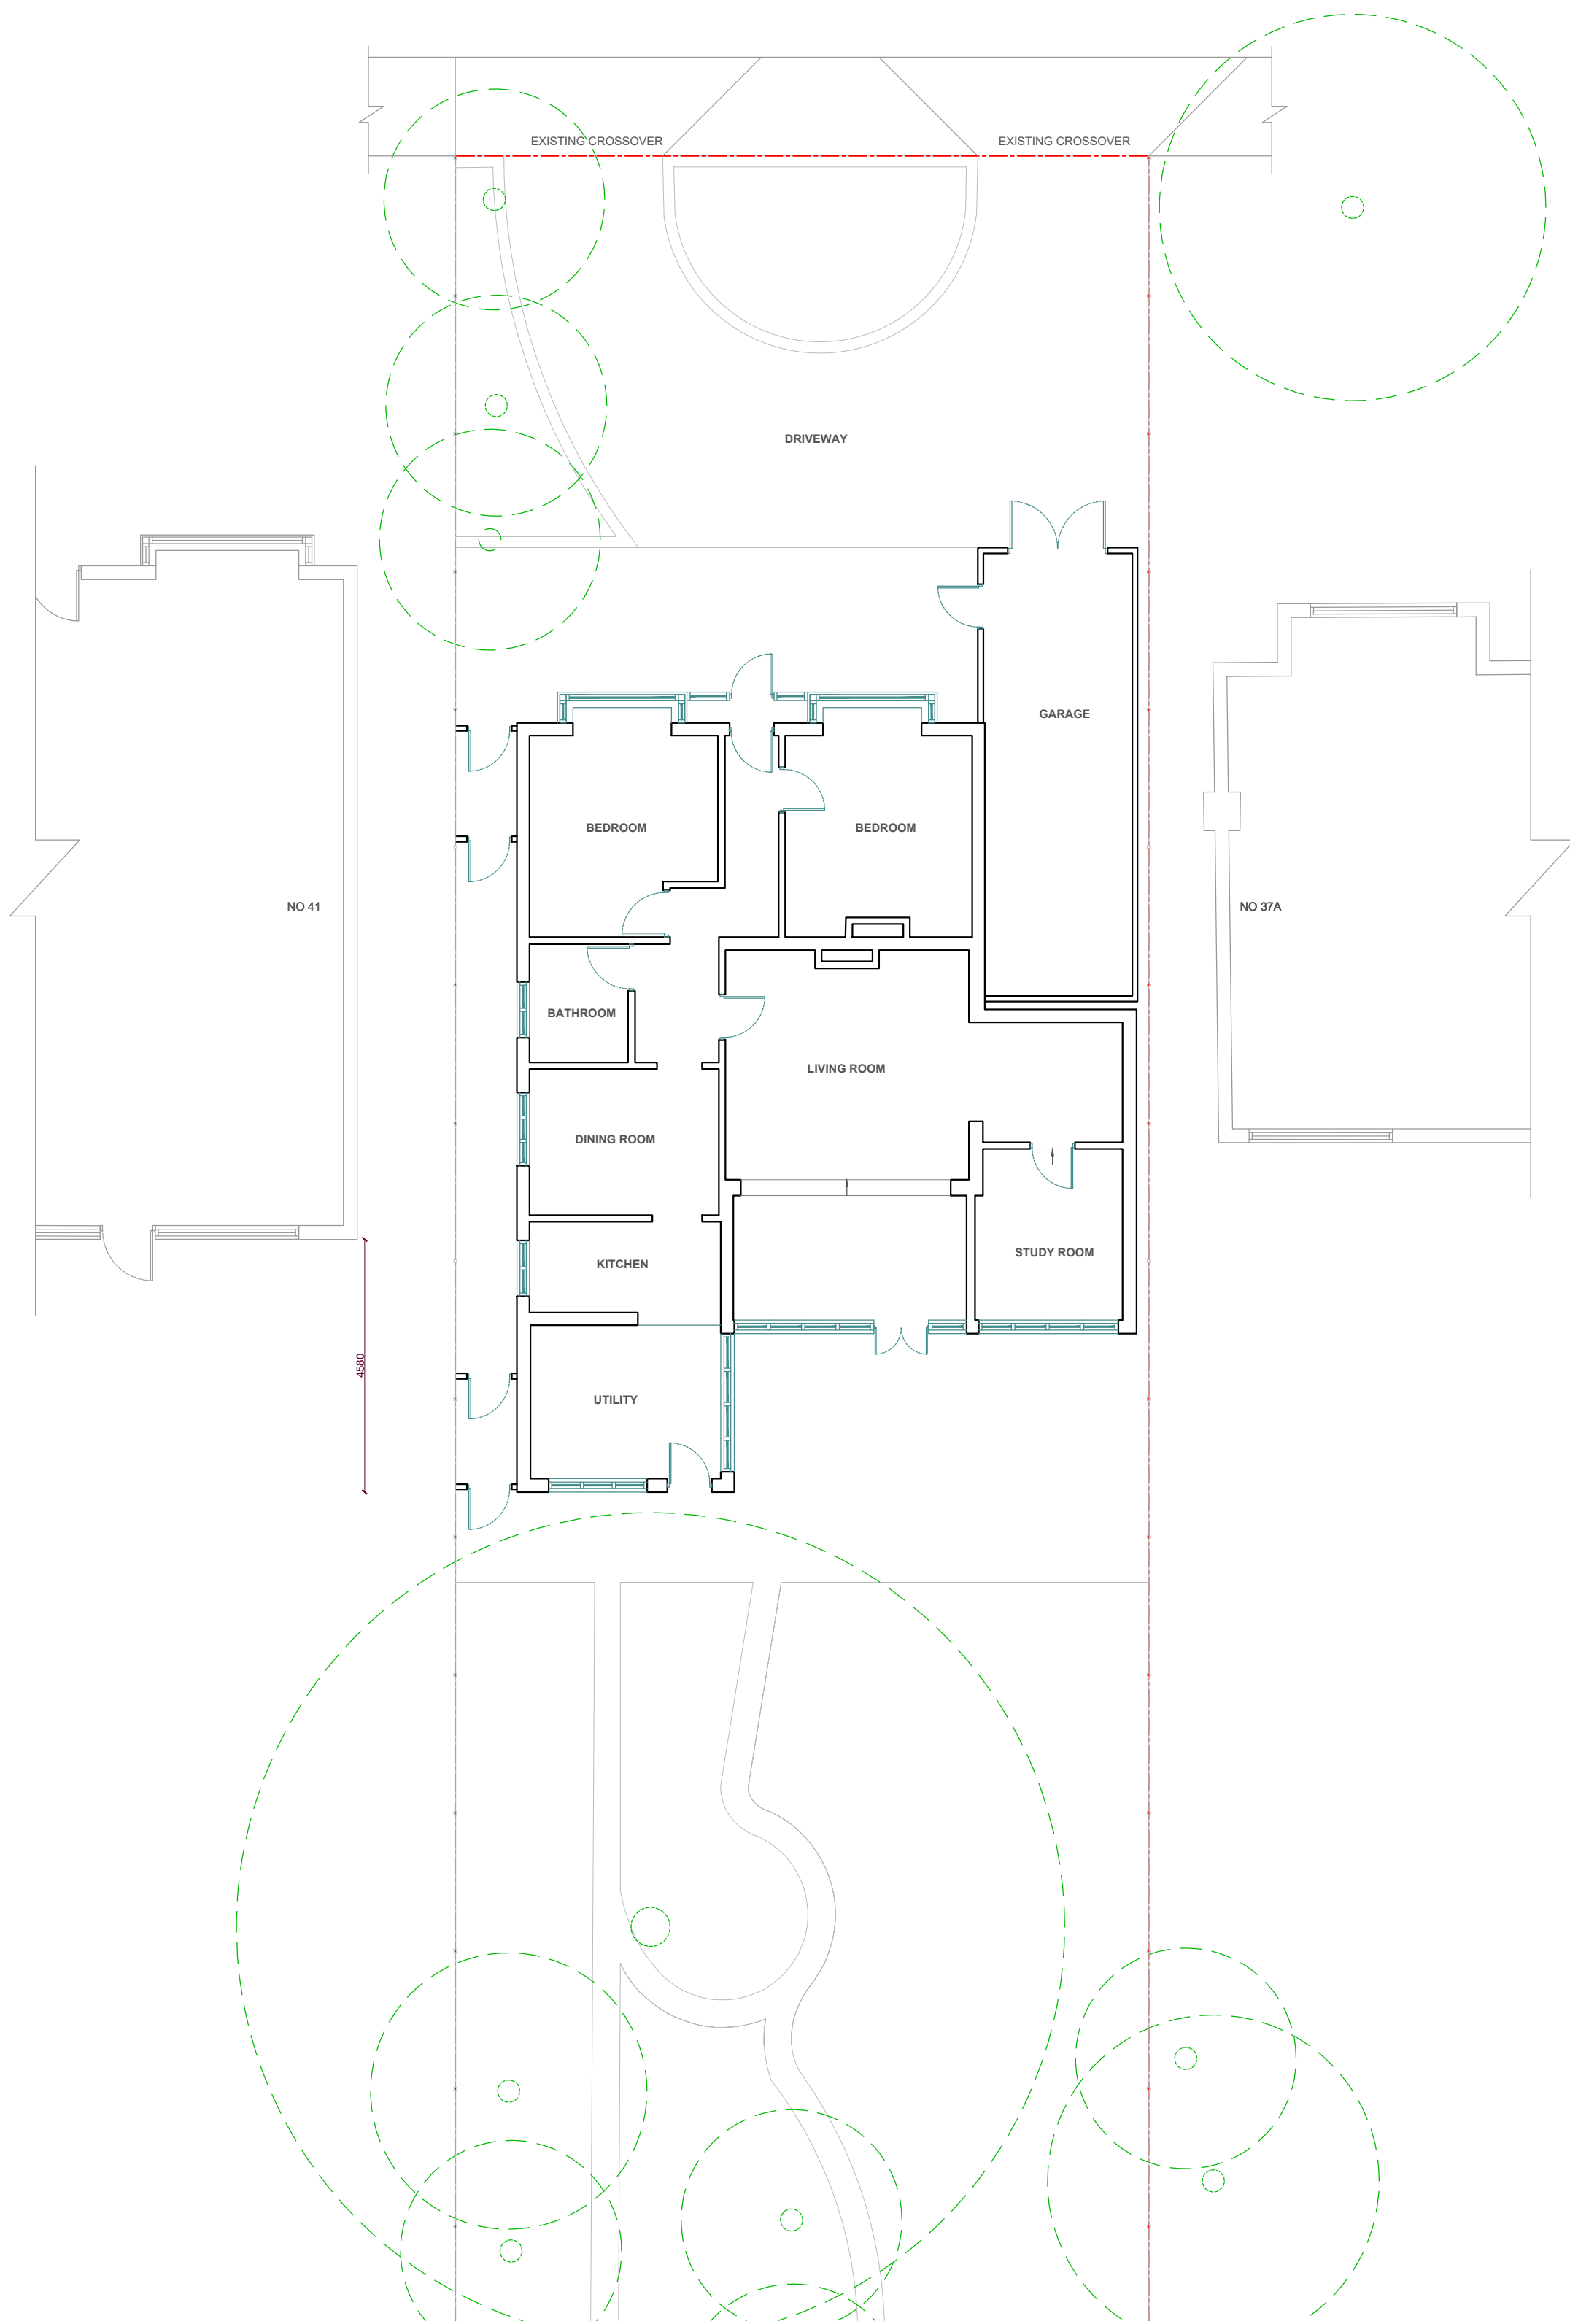 EXISTING CROSSOVER
EXISTING CROSSOVER
DRIVEWAY
GARAGE
BEDROOM
BEDROOM
NO 41
NO 37A
BATHROOM
LIVING ROOM
DINING ROOM
STUDY ROOM
KITCHEN
4580
UTILITY